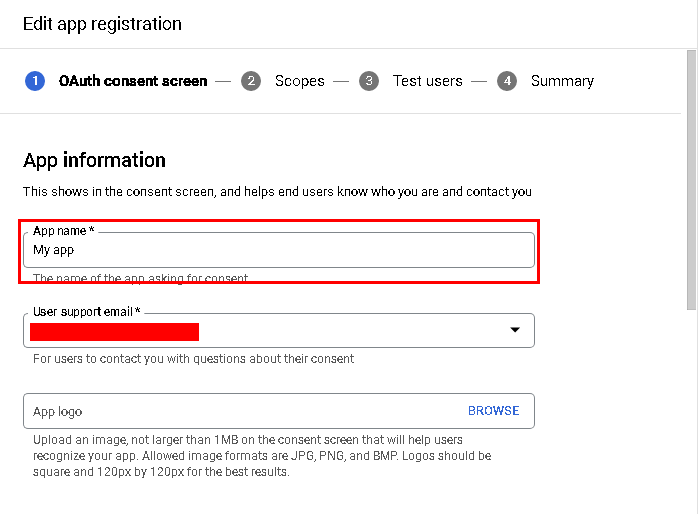 Edit app registration
1 OAuth consent screen — 2 Scopes — 3 Test users — 4 Summary
App information
This shows in the consent screen, and helps end users know who you are and contact you
App name *
My app
The name of the app asking for consent
User support email *
For users to contact you with questions about their consent
App logo BROWSE
Upload an image, not larger than 1MB on the consent screen that will help users
recognize your app. Allowed image formats are JPG, PNG, and BMP. Logos should be
square and 120px by 120px for the best results.